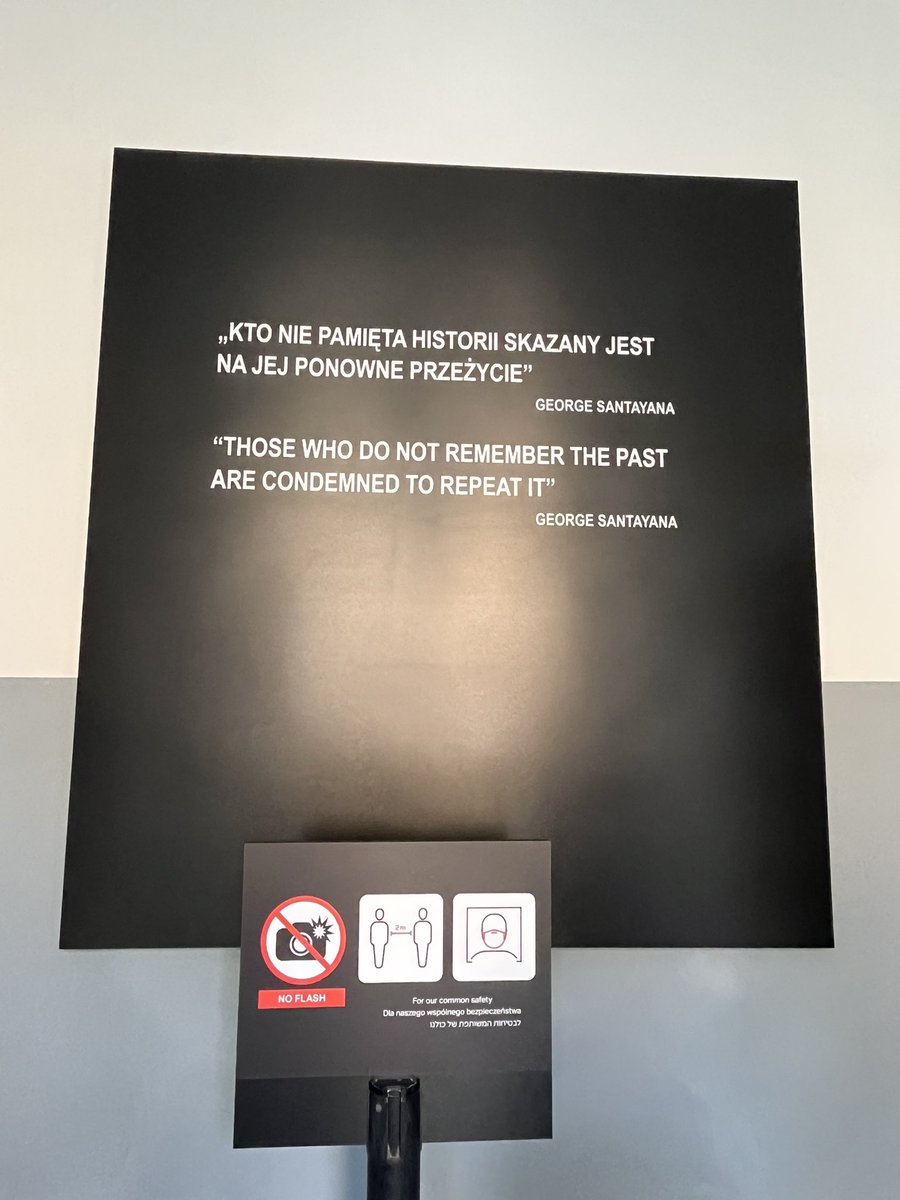 „KTO NIE PAMIĘTA HISTORII SKAZANY JEST
NA JEJ PONOWNE PRZEŻYCIE”
GEORGE SANTAYANA
“THOSE WHO DO NOT REMEMBER THE PAST
ARE CONDEMNED TO REPEAT IT”
GEORGE SANTAYANA
2 m
NO FLASH
For our common safety
Dla naszego wspólnego bezpieczeństwa
לבטיחות המשותפת של כולנו